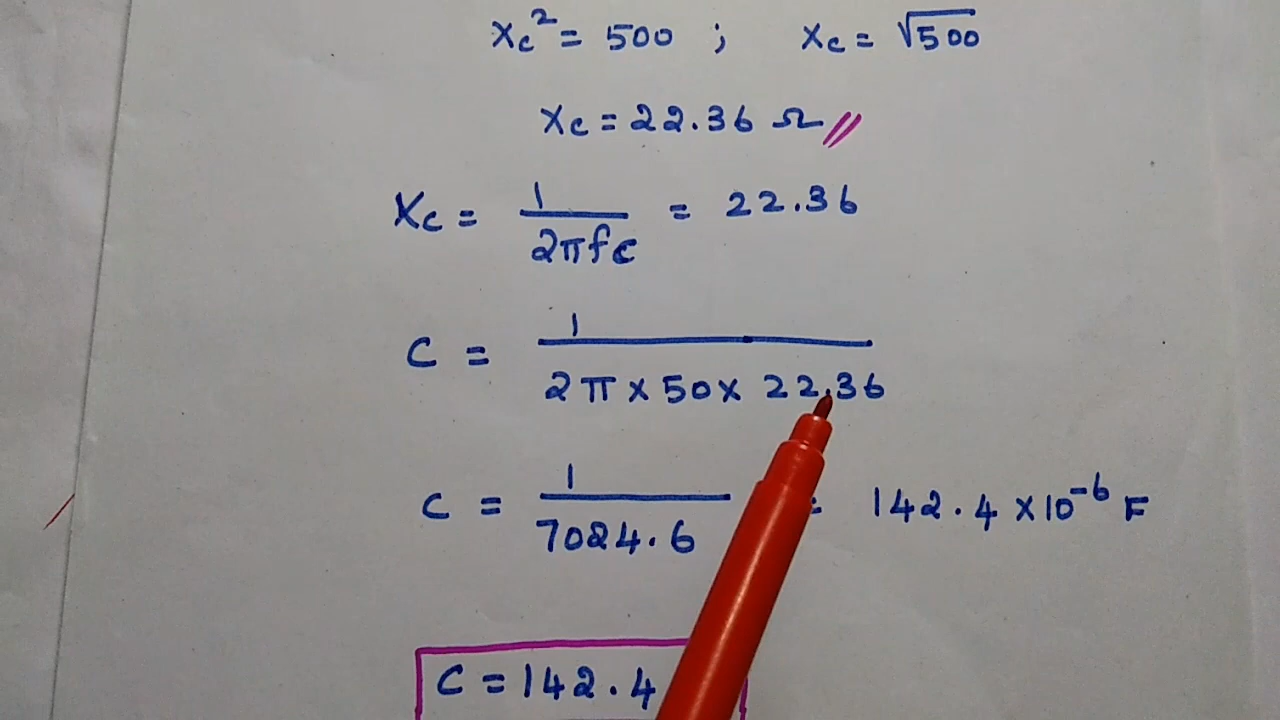 Xc² = 500 ; Xc = √500
Xc = 22.36 Ω //
Xc = 1/2πfc = 22.36
C = 1/2π × 50 × 22.36
C = 1/7024.6 = 142.4 × 10⁻⁶ F
C = 142.4